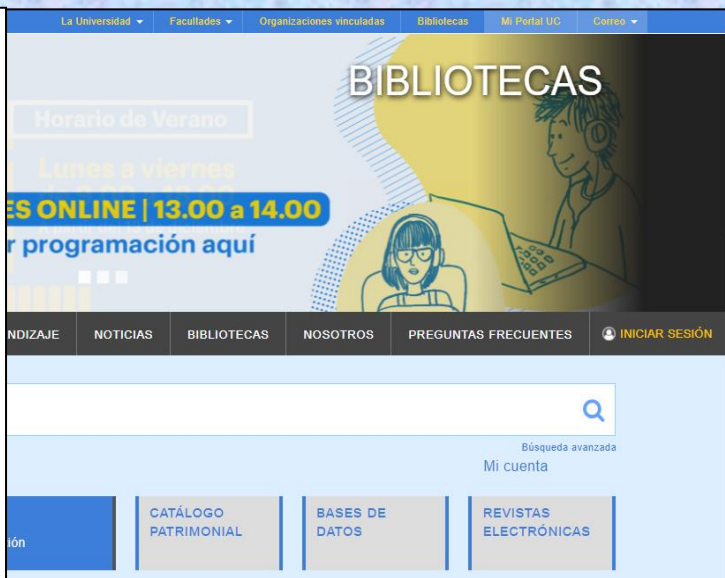 La Universidad
Facultades
Organizaciones vinculadas
Bibliotecas
Mi Portal UC
Correo
BIBLIOTECAS
Horario de Verano
Lunes a viernes
ES ONLINE | 13.00 a 14.00
r programación aquí
NDIZAJE
NOTICIAS
BIBLIOTECAS
NOSOTROS
PREGUNTAS FRECUENTES
INICIAR SESIÓN
Búsqueda avanzada
Mi cuenta
ión
CATÁLOGO
PATRIMONIAL
BASES DE
DATOS
REVISTAS
ELECTRÓNICAS